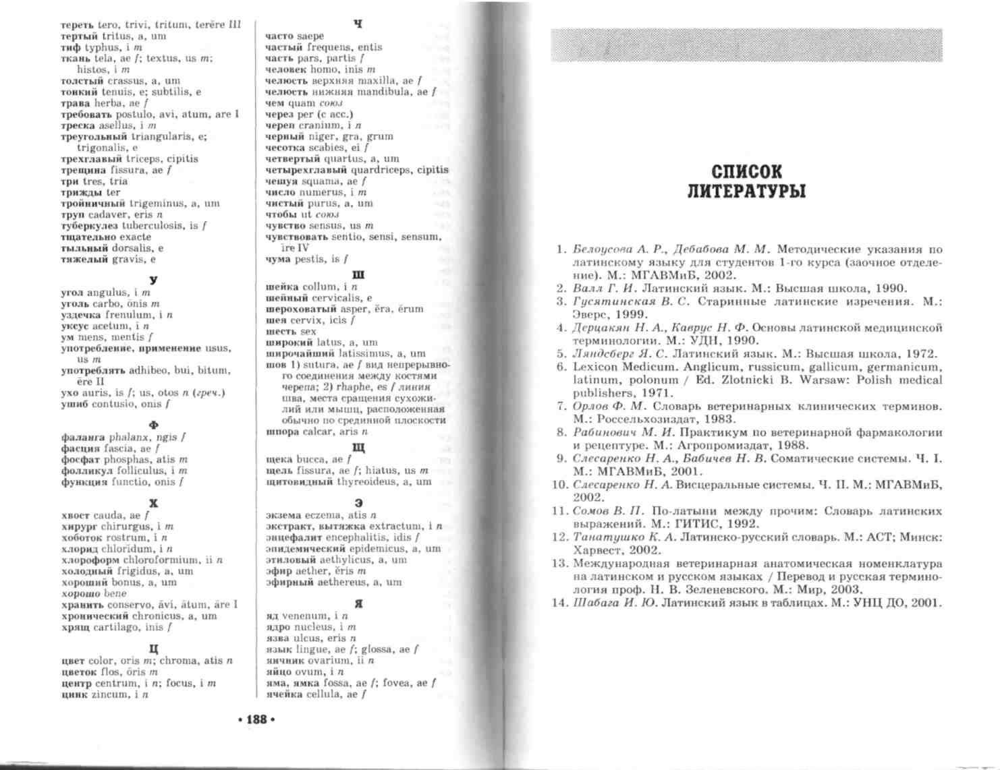 тереть tero, trivi, tritum, terĕre III
тертый tritus, a, um
тиф typhus, i m
ткань tela, ae f; textus, us m;
histos, i m
толстый crassus, a, um
тонкий tenuis, e; subtilis, e
трава herba, ae f
требовать postulo, avi, atum, are I
треска asellus, i m
треугольный triangularis, e;
trigonalis, e
трехглавый triceps, cipitis
трещина fissura, ae f
три tres, tria
трижды ter
тройничный trigeminus, a, um
труп cadaver, eris n
туберкулез tuberculosis, is f
тщательно exacte
тыльный dorsalis, e
тяжелый gravis, e
У
угол angulus, i m
уголь carbo, ōnis m
уздечка frenulum, i n
уксус acetum, i n
ум mens, mentis f
употребление, применение usus,
us m
употреблять adhibeo, bui, bitum,
ēre II
ухо auris, is f; us, otos n (греч.)
ушиб contusio, onis f
Ф
фаланга phalanx, ngis f
фасция fascia, ae f
фосфат phosphas, atis m
фолликул folliculus, i m
функция functio, onis f
Х
хвост cauda, ae f
хирург chirurgus, i m
хоботок rostrum, i n
хлорид chloridum, i n
хлороформ chloroformium, ii n
холодный frigidus, a, um
хороший bonus, a, um
хорошо bene
хранить conservo, āvi, ātum, āre I
хронический chronicus, a, um
хрящ cartilago, inis f
Ц
цвет color, oris m; chroma, atis n
цветок flos, ōris m
центр centrum, i n; focus, i m
цинк zincum, i n
Ч
часто saepe
частый frequens, entis
часть pars, partis f
человек homo, inis m
челюсть верхняя maxilla, ae f
челюсть нижняя mandibula, ae f
чем quam союз
через per (с acc.)
череп cranium, i n
черный niger, gra, grum
чесотка scabies, ei f
четвертый quartus, a, um
четырехглавый quardriceps, cipitis
чешуя squama, ae f
число numerus, i m
чистый purus, a, um
чтобы ut союз
чувство sensus, us m
чувствовать sentio, sensi, sensum,
īre IV
чума pestis, is f
Ш
шейка collum, i n
шейный cervicalis, e
шероховатый asper, ĕra, ĕrum
шея cervix, icis f
шесть sex
широкий latus, a, um
широчайший latissimus, a, um
шов 1) sutura, ae f вид непрерывно-
го соединения между костями
черепа; 2) rhaphe, es f линия
шва, места сращения сухожи-
лий или мышц, расположенная
обычно по срединной плоскости
шпора calcar, aris n
Щ
щека bucca, ae f
щель fissura, ae f; hiatus, us m
щитовидный thyreoideus, a, um
Э
экзема eczema, atis n
экстракт, вытяжка extractum, i n
энцефалит encephalitis, idis f
эпидемический epidemicus, a, um
этиловый aethylicus, a, um
эфир aether, ĕris m
эфирный aethereus, a, um
Я
яд venenum, i n
ядро nucleus, i m
язва ulcus, eris n
язык lingue, ae f; glossa, ae f
яичник ovarium, ii n
яйцо ovum, i n
яма, ямка fossa, ae f; fovea, ae f
ячейка cellula, ae f
• 188 •
СПИСОК
ЛИТЕРАТУРЫ
1. Белоусова А. Р., Дебабова М. М. Методические указания по
латинскому языку для студентов 1-го курса (заочное отделе-
ние). М.: МГАВМиБ, 2002.
2. Валл Г. И. Латинский язык. М.: Высшая школа, 1990.
3. Гусятинская В. С. Старинные латинские изречения. М.:
Эверс, 1999.
4. Дерцакян Н. А., Каврус Н. Ф. Основы латинской медицинской
терминологии. М.: УДН, 1990.
5. Ляндсберг Я. С. Латинский язык. М.: Высшая школа, 1972.
6. Lexicon Medicum. Anglicum, russicum, gallicum, germanicum,
latinum, polonum / Ed. Zlotnicki B. Warsaw: Polish medical
publishers, 1971.
7. Орлов Ф. М. Словарь ветеринарных клинических терминов.
М.: Россельхозиздат, 1983.
8. Рабинович М. И. Практикум по ветеринарной фармакологии
и рецептуре. М.: Агропромиздат, 1988.
9. Слесаренко Н. А., Бабичев Н. В. Соматические системы. Ч. I.
М.: МГАВМиБ, 2001.
10. Слесаренко Н. А. Висцеральные системы. Ч. II. М.: МГАВМиБ,
2002.
11. Сомов В. П. По-латыни между прочим: Словарь латинских
выражений. М.: ГИТИС, 1992.
12. Танатушко К. А. Латинско-русский словарь. М.: АСТ; Минск:
Харвест, 2002.
13. Международная ветеринарная анатомическая номенклатура
на латинском и русском языках / Перевод и русская термино-
логия проф. Н. В. Зеленевского. М.: Мир, 2003.
14. Шабага И. Ю. Латинский язык в таблицах. М.: УНЦ ДО, 2001.